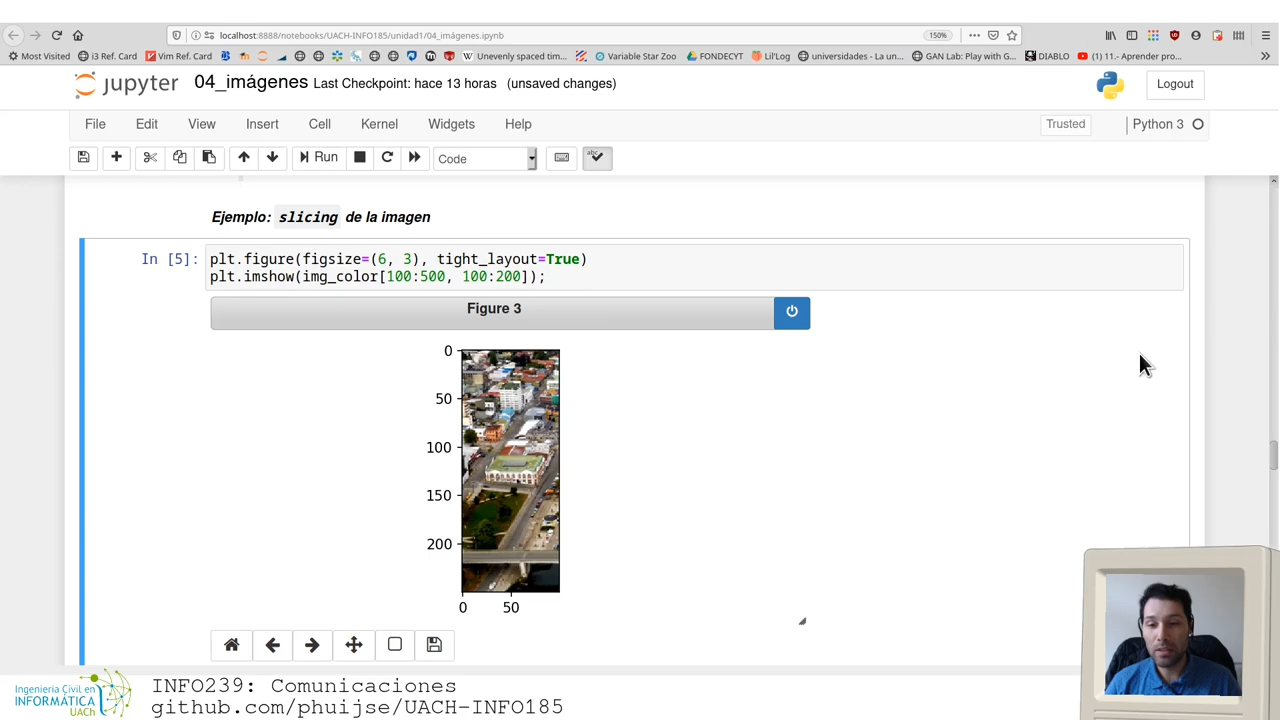 localhost:8888/notebooks/UACH-INFO185/unidad1/04_imágenes.ipynb
150%
Most Visited
i3 Ref. Card
Vim Ref. Card
Unevenly spaced tim...
Variable Star Zoo
FONDECYT
Lil'Log
universidades - La un...
GAN Lab: Play with G...
DIABLO
(1) 11.- Aprender pro...
jupyter 04_imágenes Last Checkpoint: hace 13 horas (unsaved changes)
Logout
File Edit View Insert Cell Kernel Widgets Help
Trusted
Python 3
Run
Code
Ejemplo: slicing de la imagen
In [5]:
plt.figure(figsize=(6, 3), tight_layout=True)
plt.imshow(img_color[100:500, 100:200]);
Figure 3
0
50
100
150
200
0 50
Ingeniería Civil en
INFORMÁTICA
UACh
INFO239: Comunicaciones
github.com/phuijse/UACH-INFO185